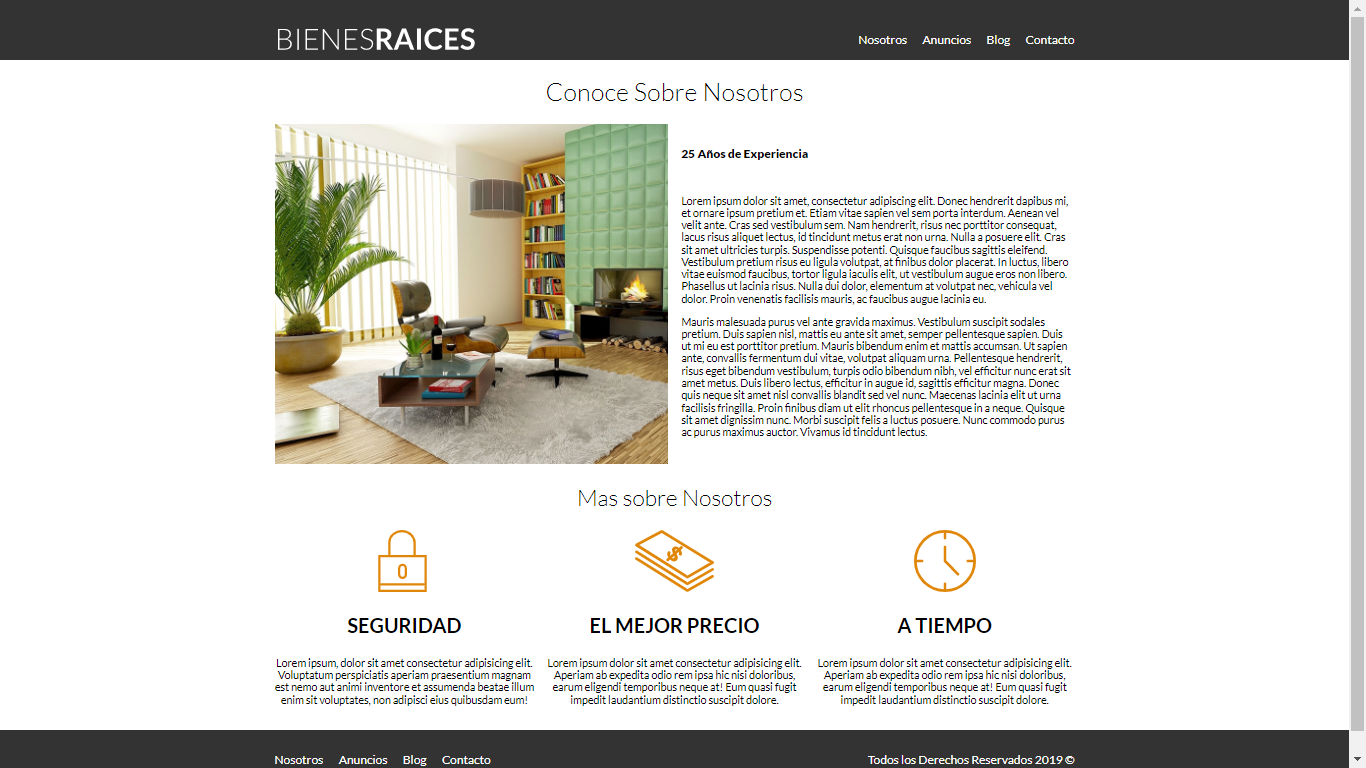 BIENESRAICES
Nosotros Anuncios Blog Contacto
Conoce Sobre Nosotros
25 Años de Experiencia
Lorem ipsum dolor sit amet, consectetur adipiscing elit. Donec hendrerit dapibus mi,
et ornare ipsum pretium et. Etiam vitae sapien vel sem porta interdum. Aenean vel
velit ante. Cras sed vestibulum sem. Nam hendrerit, risus nec porttitor consequat,
lacus risus aliquet lectus, id tincidunt metus erat non urna. Nulla a posuere elit. Cras
sit amet ultricies turpis. Suspendisse potenti. Quisque faucibus sagittis eleifend.
Vestibulum pretium risus eu ligula volutpat, at finibus dolor placerat. In luctus, libero
vitae euismod faucibus, tortor ligula iaculis elit, ut vestibulum augue eros non libero.
Phasellus ut lacinia risus. Nulla dui dolor, elementum at volutpat nec, vehicula vel
dolor. Proin venenatis facilisis mauris, ac faucibus augue lacinia eu.
Mauris malesuada purus vel ante gravida maximus. Vestibulum suscipit sodales
pretium. Duis sapien nisl, mattis eu ante sit amet, semper pellentesque sapien. Duis
ut mi eu est porttitor pretium. Mauris bibendum enim et mattis accumsan. Ut sapien
ante, convallis fermentum dui vitae, volutpat aliquam urna. Pellentesque hendrerit,
risus eget bibendum vestibulum, turpis odio bibendum nibh, vel efficitur nunc erat sit
amet metus. Duis libero lectus, efficitur in augue id, sagittis efficitur magna. Donec
quis neque sit amet nisl convallis blandit sed vel nunc. Maecenas lacinia elit ut urna
facilisis fringilla. Proin finibus diam ut elit rhoncus pellentesque in a neque. Quisque
sit amet dignissim nunc. Morbi suscipit felis a luctus posuere. Nunc commodo purus
ac purus maximus auctor. Vivamus id tincidunt lectus.
Mas sobre Nosotros
SEGURIDAD
Lorem ipsum, dolor sit amet consectetur adipisicing elit.
Voluptatum perspiciatis aperiam praesentium magnam
est nemo aut animi inventore et assumenda beatae illum
enim sit voluptates, non adipisci eius quibusdam eum!
EL MEJOR PRECIO
Lorem ipsum dolor sit amet consectetur adipisicing elit.
Aperiam ab expedita odio rem ipsa hic nisi doloribus,
earum eligendi temporibus neque at! Eum quasi fugit
impedit laudantium distinctio suscipit dolore.
A TIEMPO
Lorem ipsum dolor sit amet consectetur adipisicing elit.
Aperiam ab expedita odio rem ipsa hic nisi doloribus,
earum eligendi temporibus neque at! Eum quasi fugit
impedit laudantium distinctio suscipit dolore.
Nosotros Anuncios Blog Contacto
Todos los Derechos Reservados 2019 ©